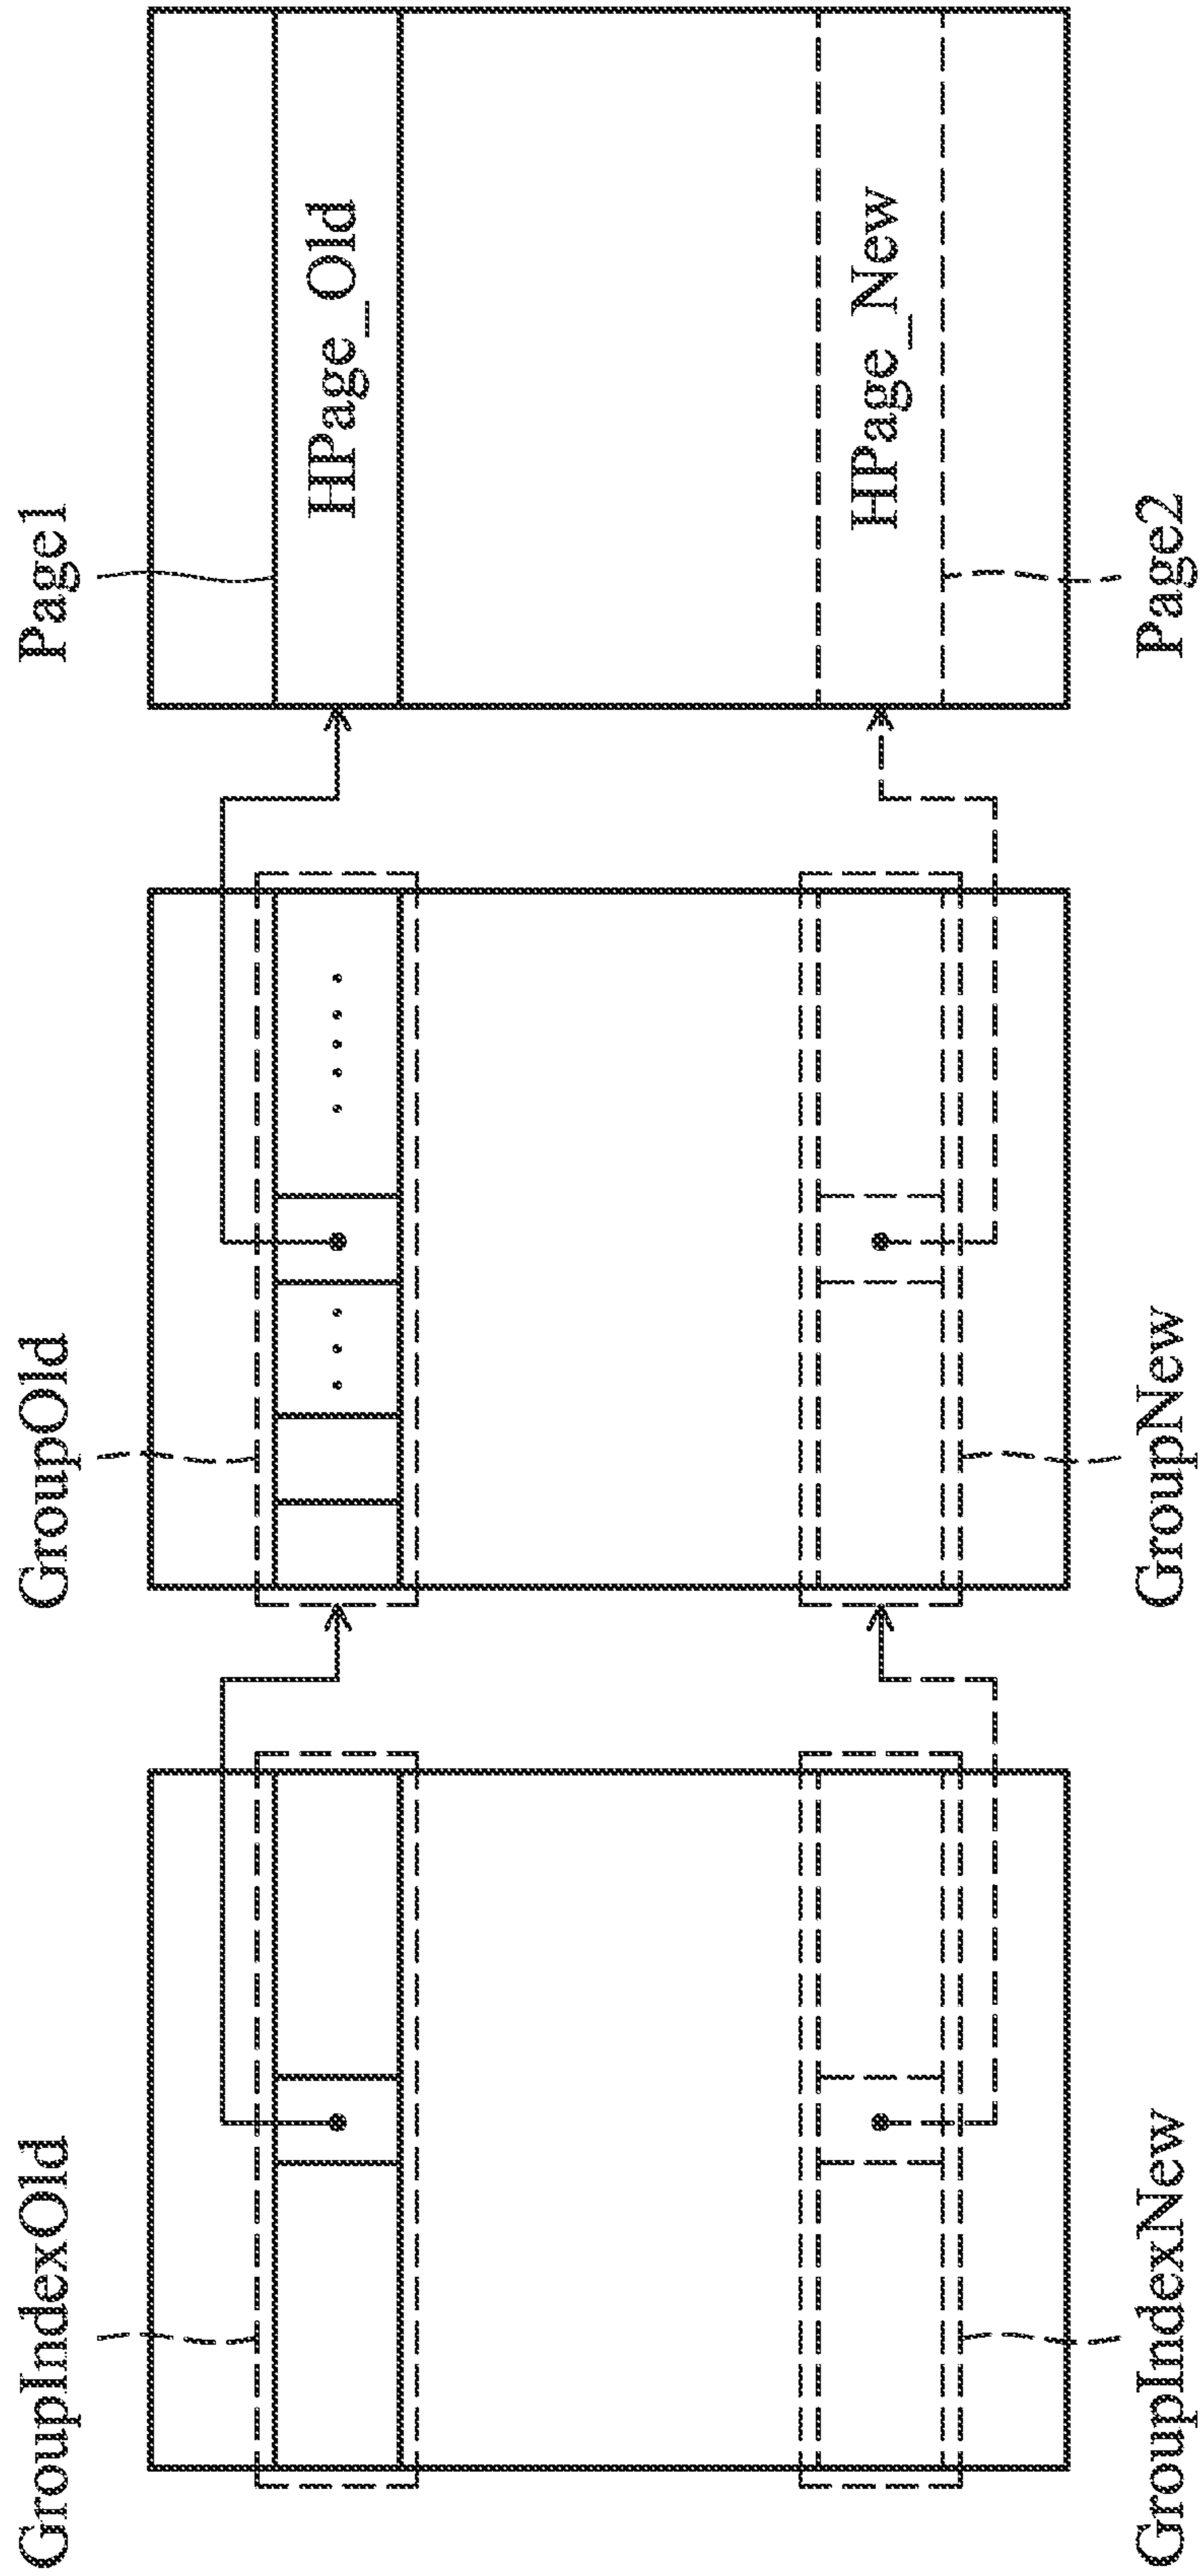 GroupIndexOld
GroupOld
Page1
HPage_Old
HPage_New
GroupIndexNew
GroupNew
Page2